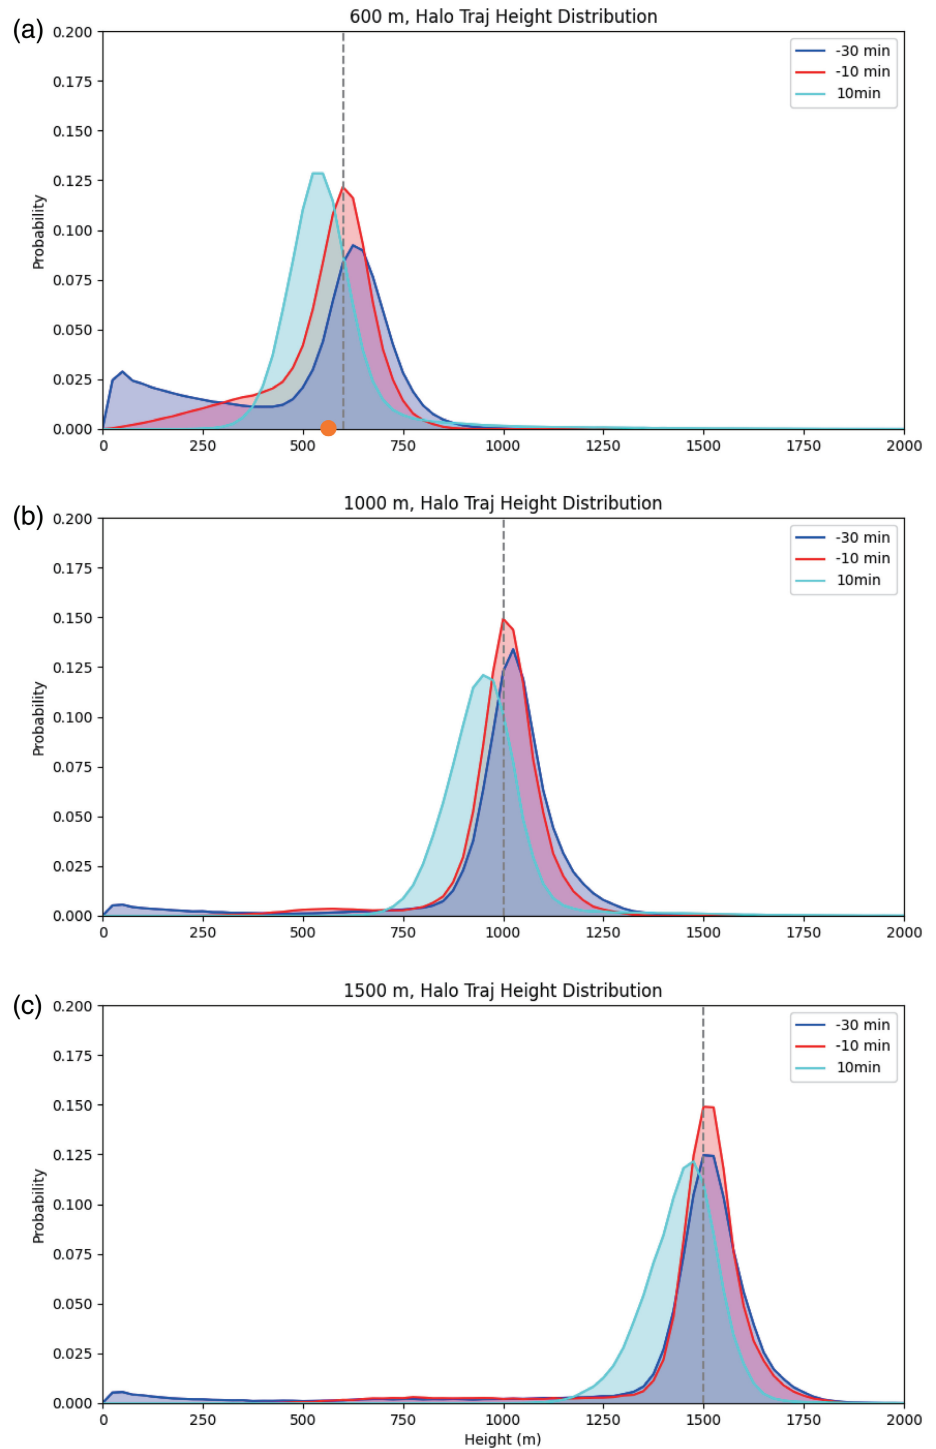 (a)
600 m, Halo Traj Height Distribution
0.200
0.175
0.150
0.125
0.100
0.075
0.050
0.025
0.000
Probability
-30 min
-10 min
10min
0 250 500 750 1000 1250 1500 1750 2000
(b)
1000 m, Halo Traj Height Distribution
0.200
0.175
0.150
0.125
0.100
0.075
0.050
0.025
0.000
Probability
-30 min
-10 min
10min
0 250 500 750 1000 1250 1500 1750 2000
(c)
1500 m, Halo Traj Height Distribution
0.200
0.175
0.150
0.125
0.100
0.075
0.050
0.025
0.000
Probability
-30 min
-10 min
10min
0 250 500 750 1000 1250 1500 1750 2000
Height (m)